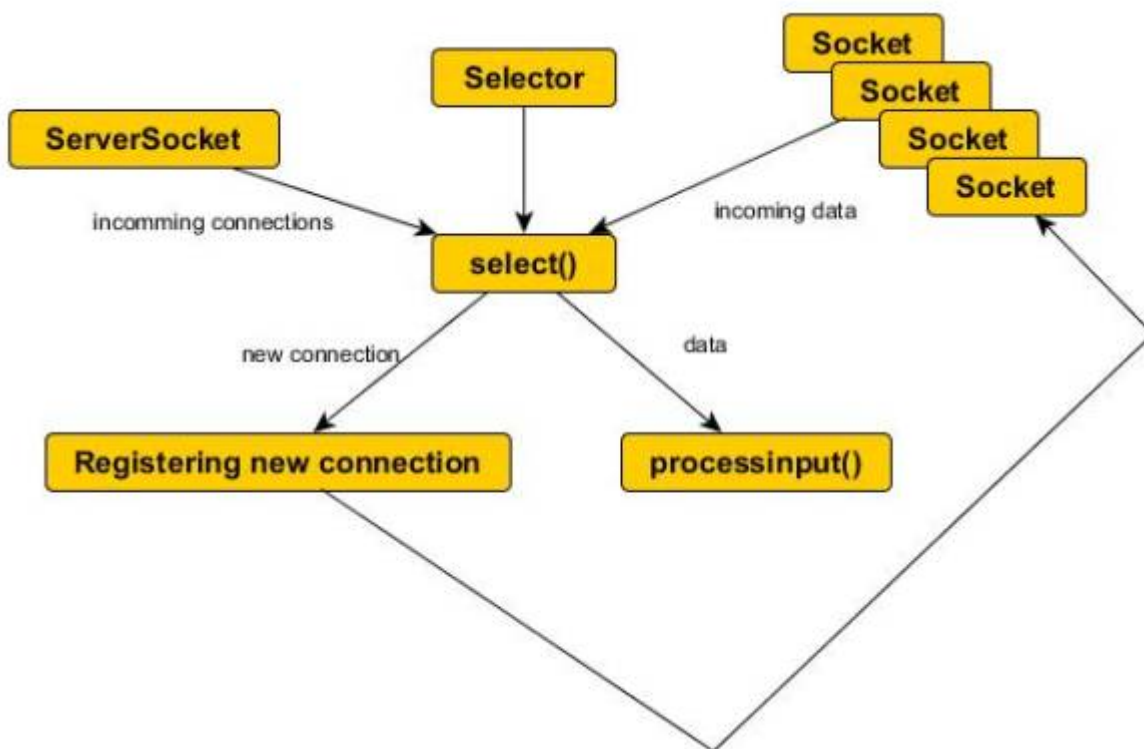 Socket
Selector
Socket
ServerSocket
Socket
Socket
incomming connections
incoming data
select()
new connection
data
Registering new connection
processinput()